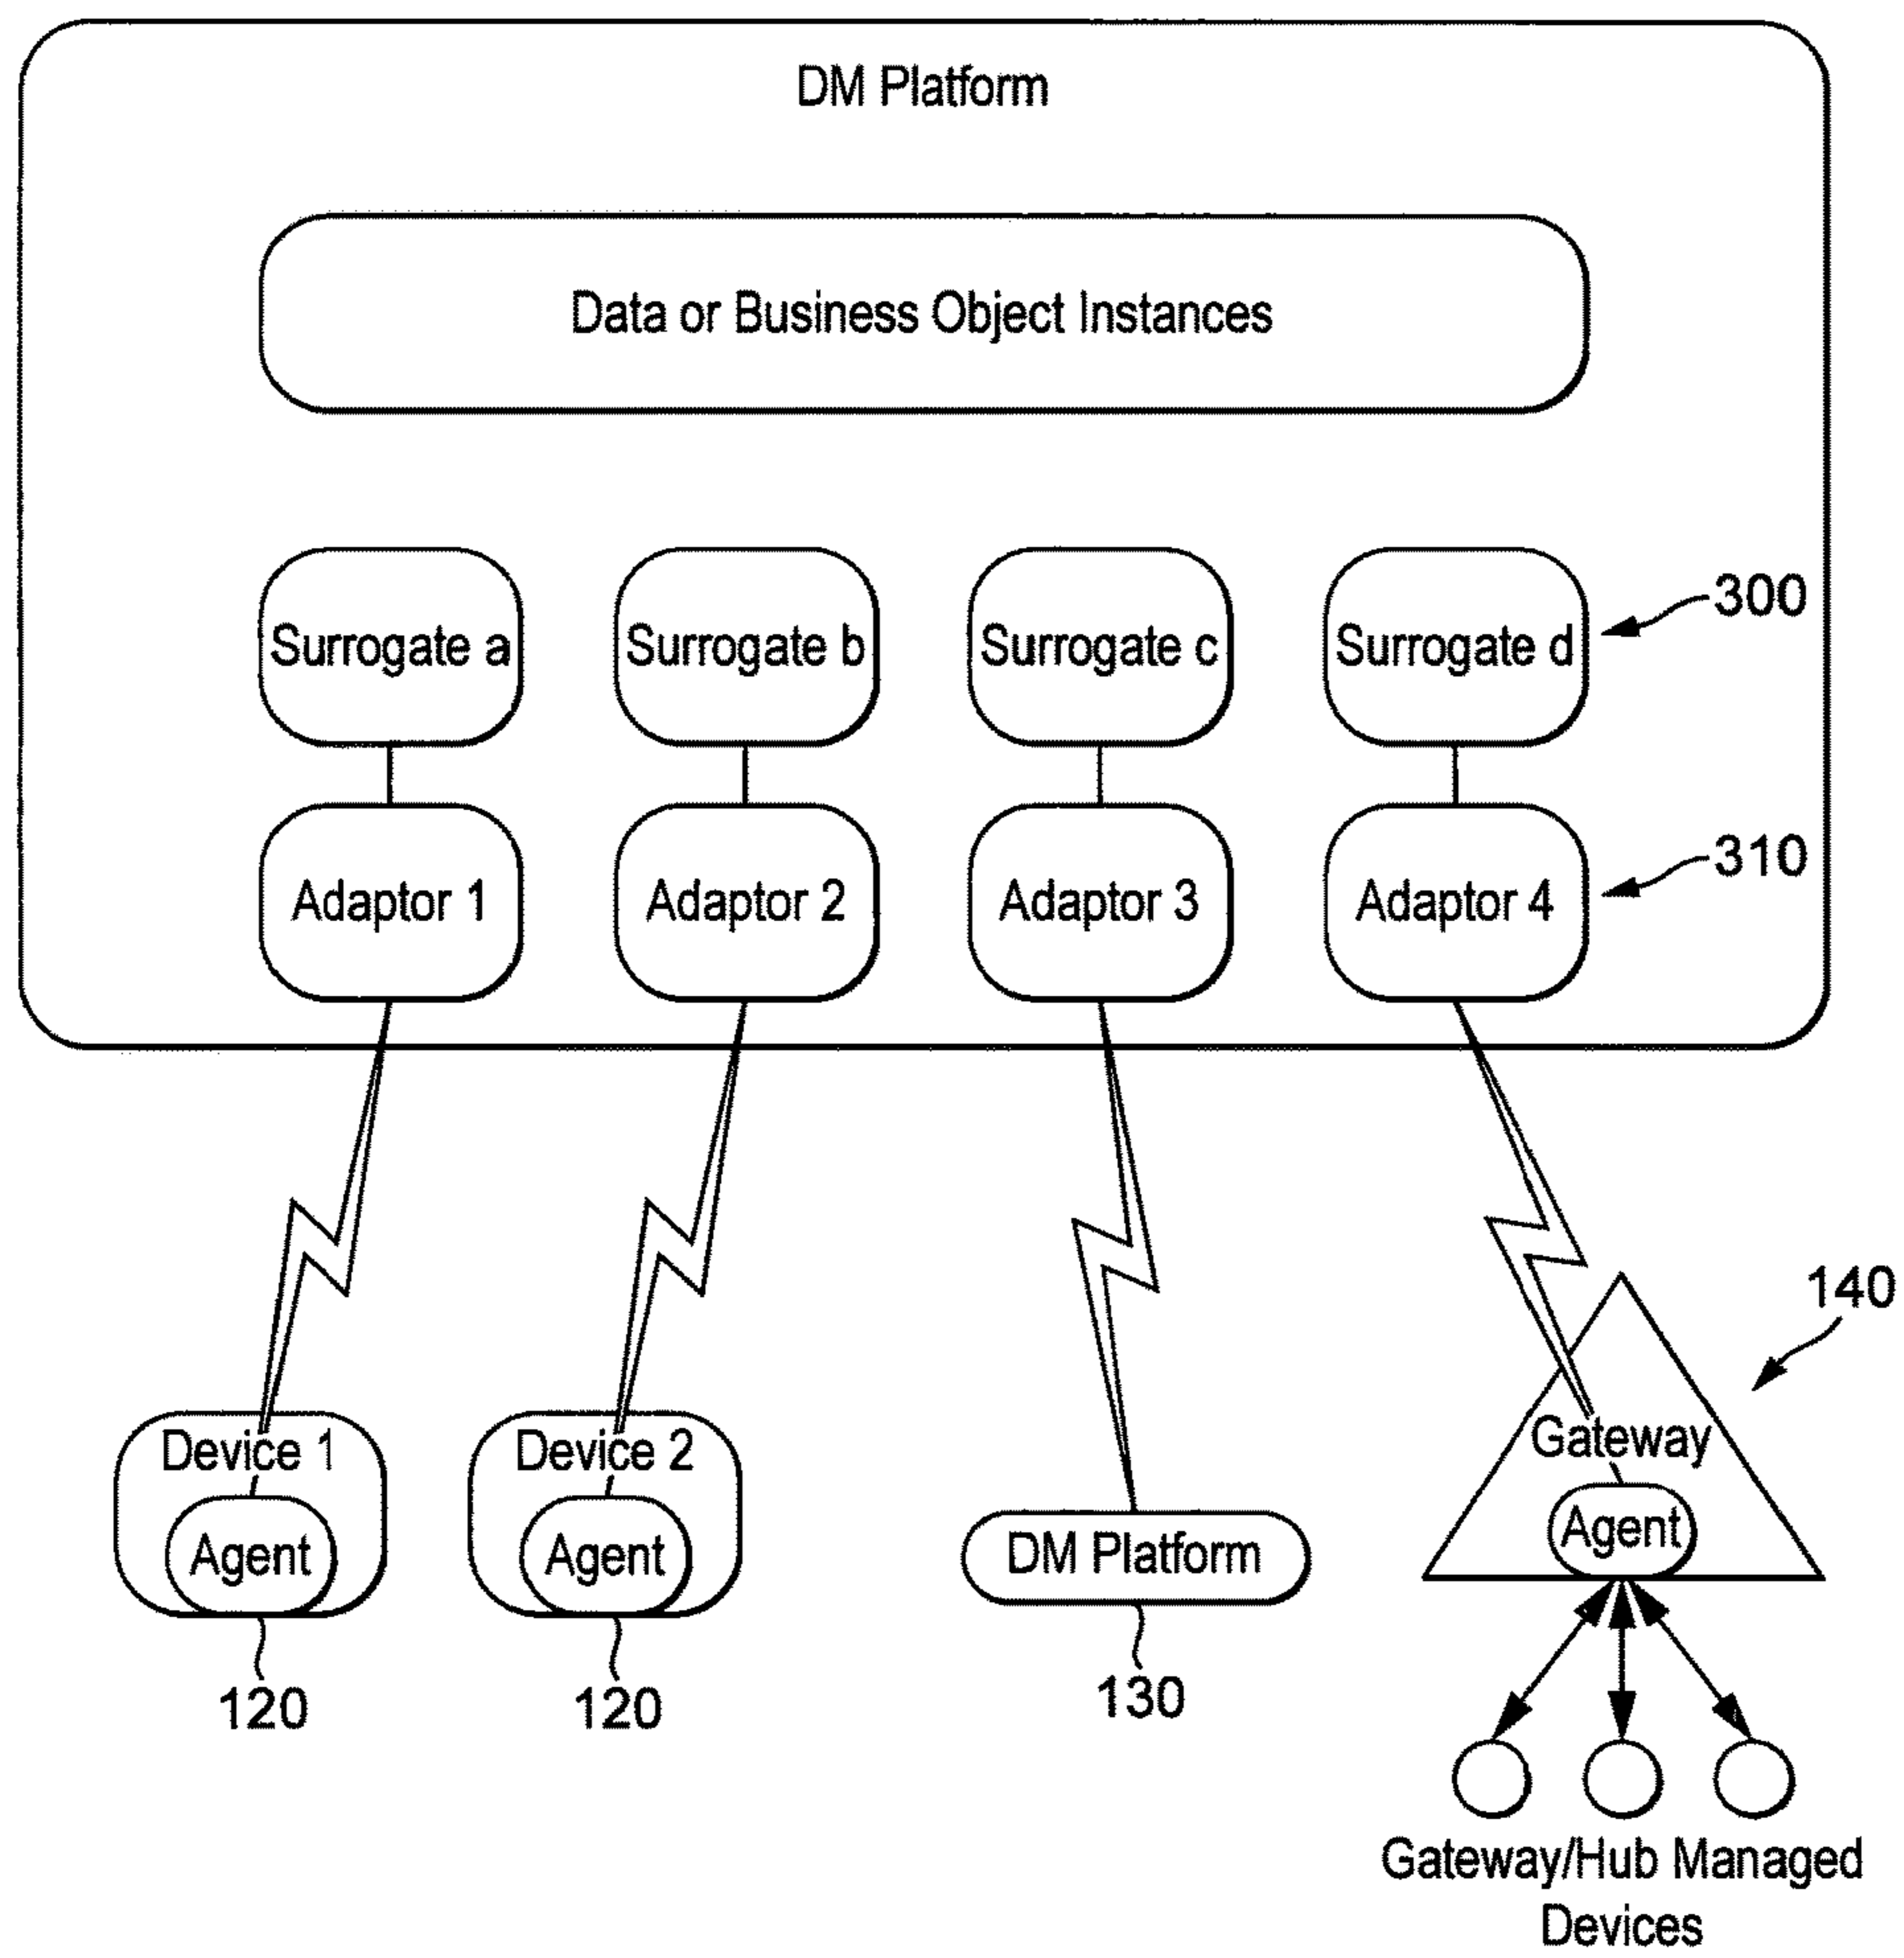 DM Platform
Data or Business Object Instances
Surrogate a
Surrogate b
Surrogate c
Surrogate d
300
Adaptor 1
Adaptor 2
Adaptor 3
Adaptor 4
310
140
Device 1
Device 2
Gateway
Agent
Agent
DM Platform
Agent
120
120
130
Gateway/Hub Managed
Devices